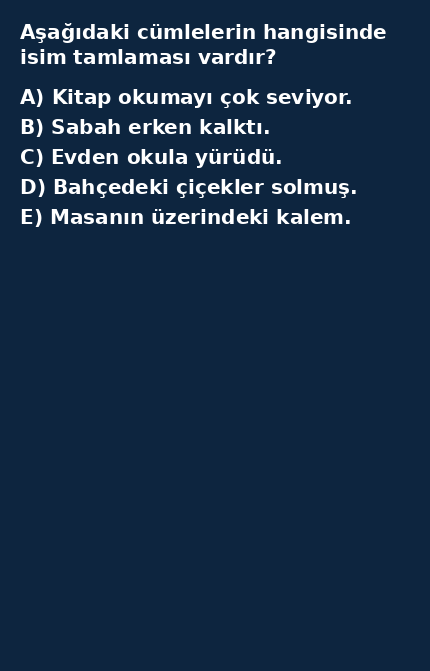 Aşağıdaki cümlelerin hangisinde
isim tamlaması vardır?
A) Kitap okumayı çok seviyor.
B) Sabah erken kalktı.
C) Evden okula yürüdü.
D) Bahçedeki çiçekler solmuş.
E) Masanın üzerindeki kalem.